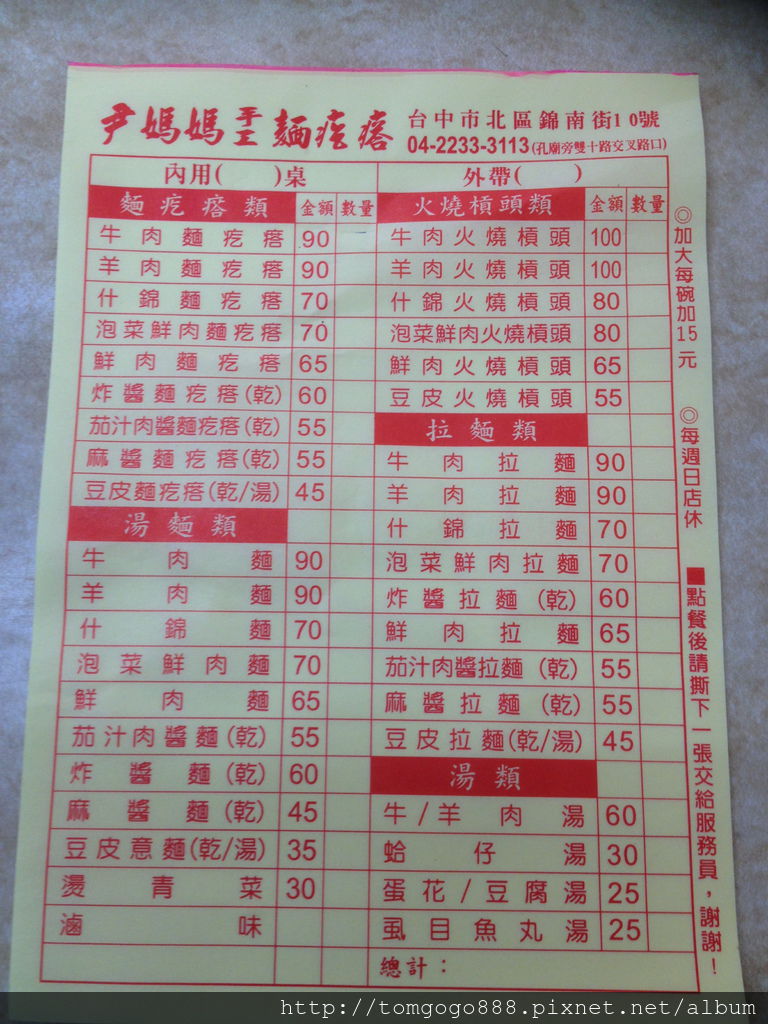 尹媽媽手工麵疙瘩
台中市北區錦南街10號
04-2233-3113(孔廟旁雙十路交叉路口)
內用( )桌
外帶( )
麵疙瘩類 金額 數量
牛肉麵疙瘩 90
羊肉麵疙瘩 90
什錦麵疙瘩 70
泡菜鮮肉麵疙瘩 70
鮮肉麵疙瘩 65
炸醬麵疙瘩(乾) 60
茄汁肉醬麵疙瘩(乾) 55
麻醬麵疙瘩(乾) 55
豆皮麵疙瘩(乾/湯) 45
湯麵類
牛肉麵 90
羊肉麵 90
什錦麵 70
泡菜鮮肉麵 70
鮮肉麵 65
茄汁肉醬麵(乾) 55
炸醬麵(乾) 60
麻醬麵(乾) 45
豆皮意麵(乾/湯) 35
燙青菜 30
滷味
火燒槓頭類 金額 數量
牛肉火燒槓頭 100
羊肉火燒槓頭 100
什錦火燒槓頭 80
泡菜鮮肉火燒槓頭 80
鮮肉火燒槓頭 65
豆皮火燒槓頭 55
拉麵類
牛肉拉麵 90
羊肉拉麵 90
什錦拉麵 70
泡菜鮮肉拉麵 70
炸醬拉麵(乾) 60
鮮肉拉麵 65
茄汁肉醬拉麵(乾) 55
麻醬拉麵(乾) 55
豆皮拉麵(乾/湯) 45
湯類
牛/羊肉湯 60
蛤仔湯 30
蛋花/豆腐湯 25
虱目魚丸湯 25
總計：
◎加大每碗加15元
◎每週日店休
■點餐後請撕下一張交給服務員，謝謝！
http://tomgogo888.pixnet.net/album